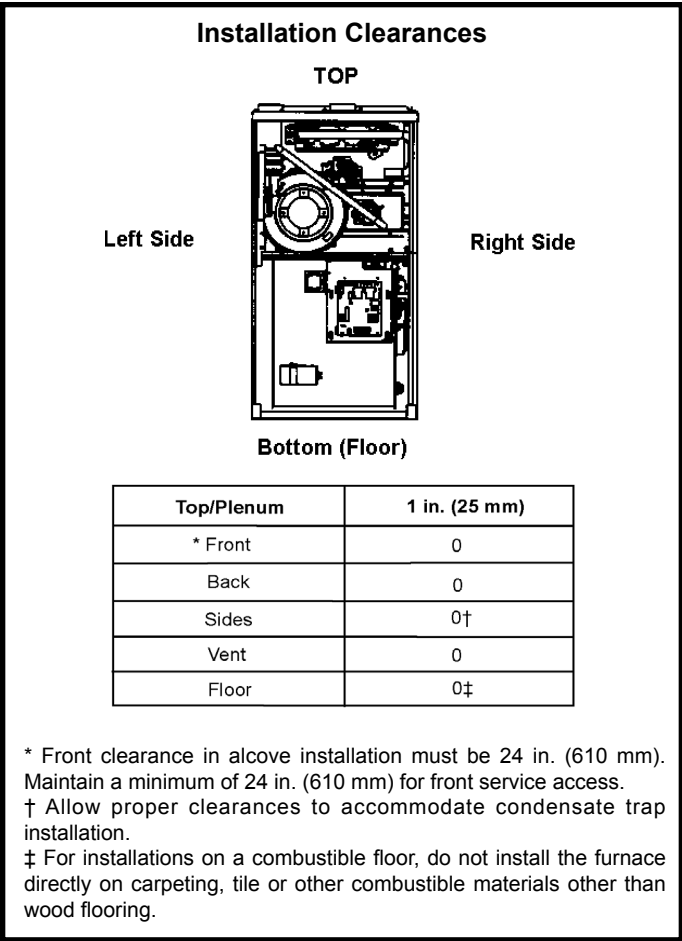 Installation Clearances
TOP
Left Side
Right Side
Bottom (Floor)
Top/Plenum 1 in. (25 mm)
* Front 0
Back 0
Sides 0†
Vent 0
Floor 0‡
* Front clearance in alcove installation must be 24 in. (610 mm).
Maintain a minimum of 24 in. (610 mm) for front service access.
† Allow proper clearances to accommodate condensate trap
installation.
‡ For installations on a combustible floor, do not install the furnace
directly on carpeting, tile or other combustible materials other than
wood flooring.